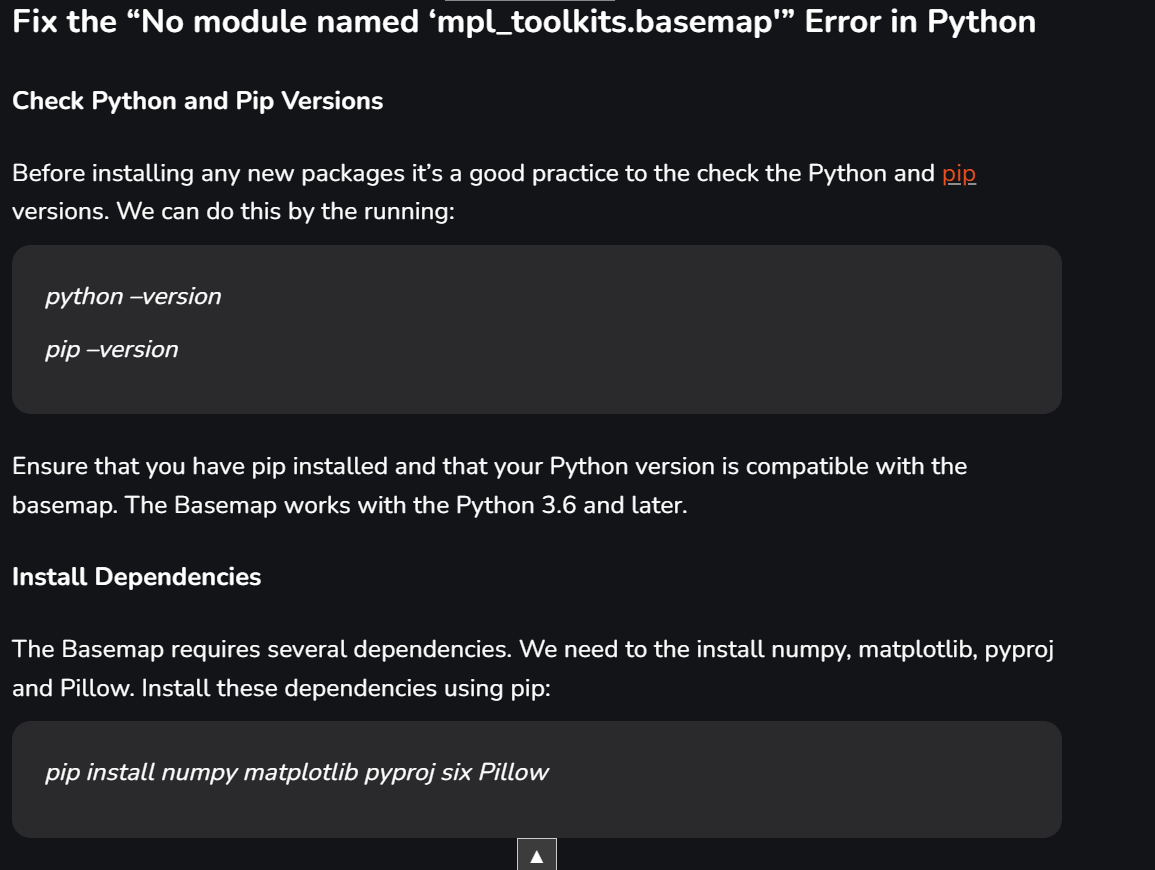 Fix the “No module named ‘mpl_toolkits.basemap'” Error in Python
Check Python and Pip Versions
Before installing any new packages it’s a good practice to the check the Python and pip
versions. We can do this by the running:
python –version
pip –version
Ensure that you have pip installed and that your Python version is compatible with the
basemap. The Basemap works with the Python 3.6 and later.
Install Dependencies
The Basemap requires several dependencies. We need to the install numpy, matplotlib, pyproj
and Pillow. Install these dependencies using pip:
pip install numpy matplotlib pyproj six Pillow